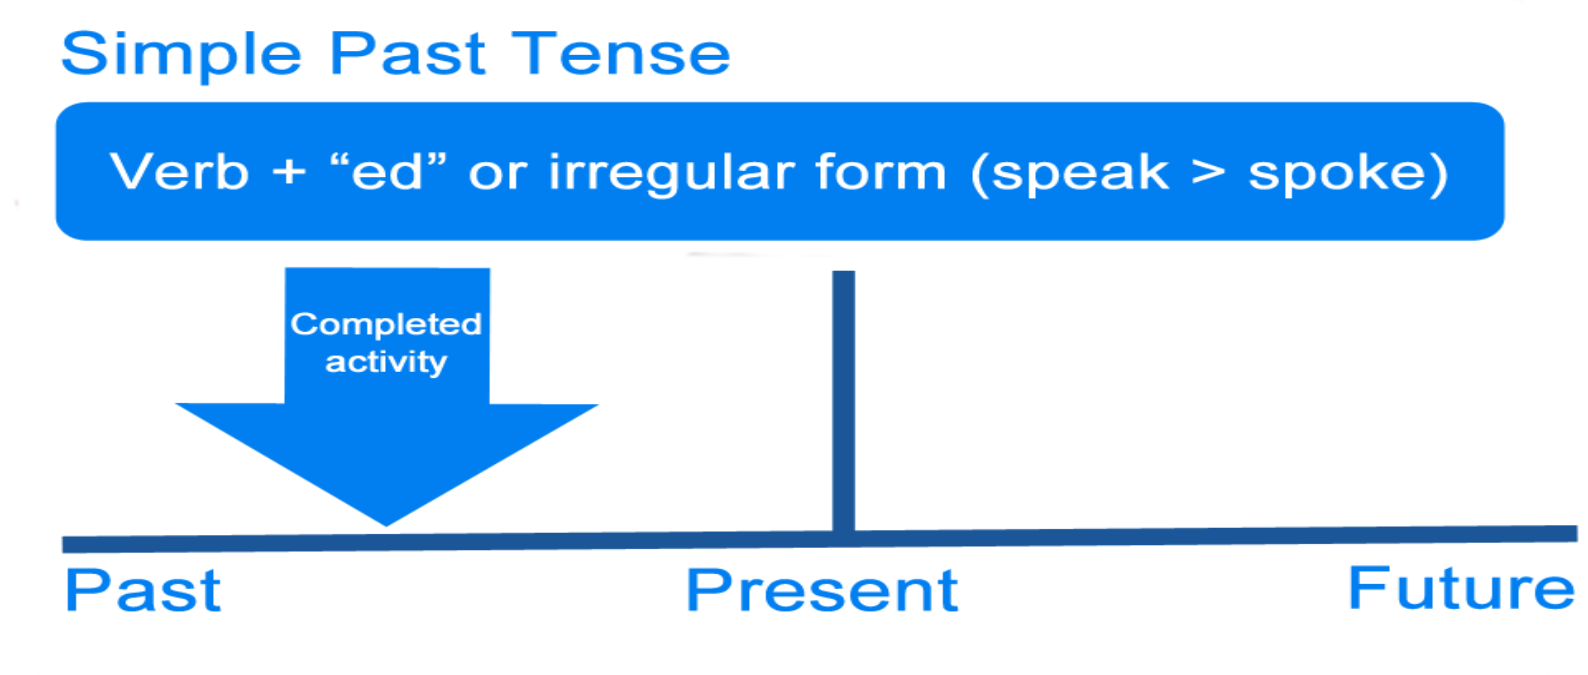 Simple Past Tense
Verb + “ed” or irregular form (speak > spoke)
Completed
activity
Past
Present
Future